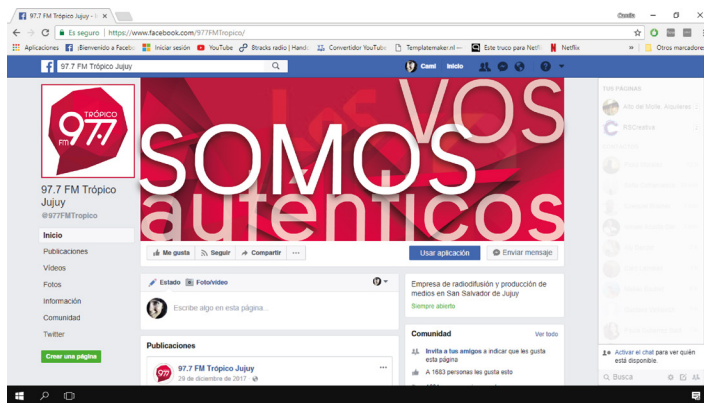 97.7 FM Trópico Jujuy - I
Camila
Es seguro
https://www.facebook.com/977FMTropico/
Aplicaciones
¡Bienvenido a Facebo
Iniciar sesión
YouTube
8tracks radio | Handc
Convertidor YouTube
Templatemaker.nl —
Este truco para Netfl
Netflix
»
Otros marcadores
97.7 FM Trópico Jujuy
Cami
Inicio
TRÓPICO
97.7
FM
VOS
SOMOS
auténticos
97.7 FM Trópico
Jujuy
@977FMTropico
Inicio
Publicaciones
Videos
Fotos
Información
Comunidad
Twitter
Crear una página
Me gusta
Seguir
Compartir
Usar aplicación
Enviar mensaje
Estado
Foto/video
Escribe algo en esta página...
Publicaciones
97.7 FM Trópico Jujuy
29 de diciembre de 2017 ·
Empresa de radiodifusión y producción de
medios en San Salvador de Jujuy
Siempre abierto
Comunidad
Ver todo
Invita a tus amigos a indicar que les gusta
esta página
A 1683 personas les gusta esto
TUS PÁGINAS
Activar el chat para ver quién
está disponible.
Busca